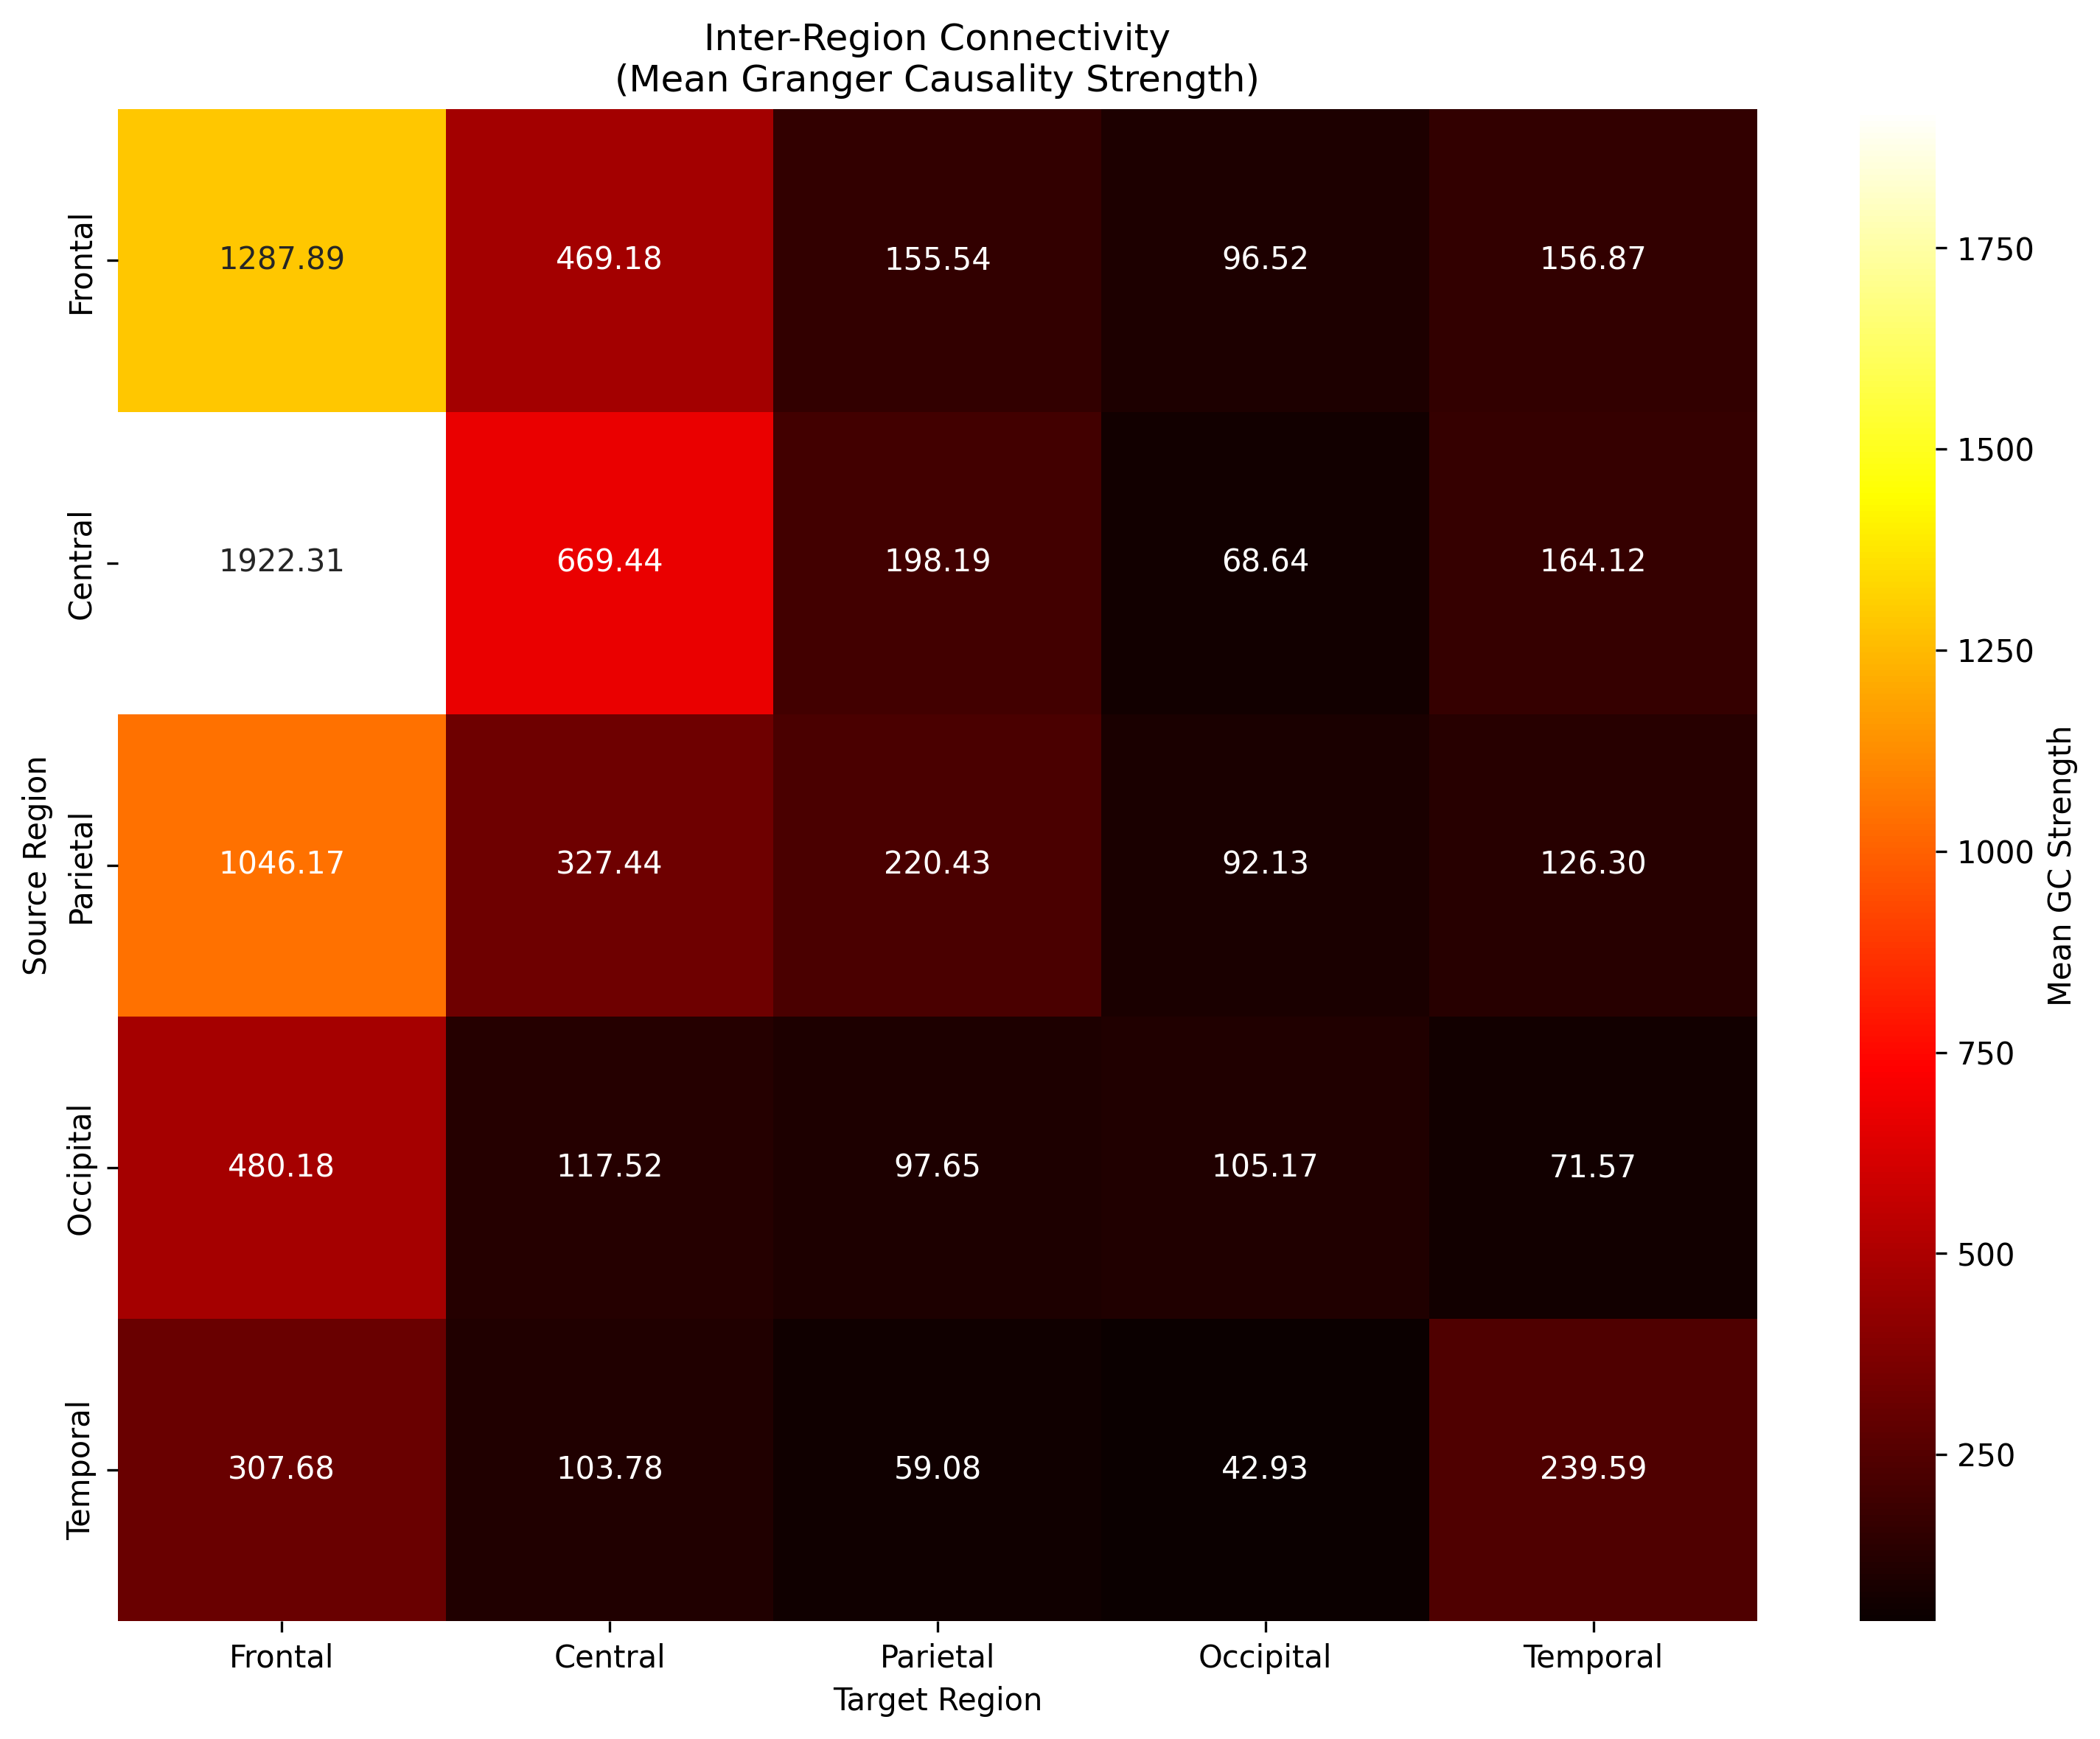 Inter-Region Connectivity
(Mean Granger Causality Strength)
Source Region
Frontal
1287.89 469.18 155.54 96.52 156.87
Central
1922.31 669.44 198.19 68.64 164.12
Parietal
1046.17 327.44 220.43 92.13 126.30
Occipital
480.18 117.52 97.65 105.17 71.57
Temporal
307.68 103.78 59.08 42.93 239.59
Frontal Central Parietal Occipital Temporal
Target Region
1750
1500
1250
1000
750
500
250
Mean GC Strength